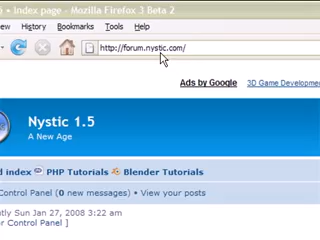 • Index page - Mozilla Firefox 3 Beta 2
History Bookmarks Tools Help
http://forum.nystic.com/
Ads by Google 3D Game
Nystic 1.5
A New Age
index PHP Tutorials Blender Tutorials
Control Panel (0 new messages) • View your posts
Sun Jan 27, 2008 3:22 am
Control Panel ]